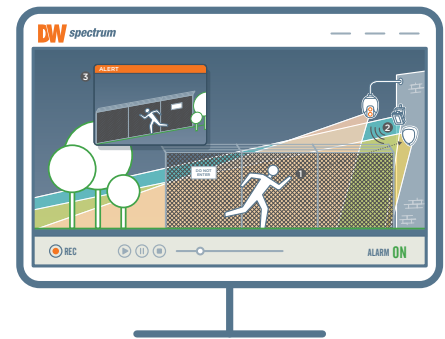 DW spectrum
3
ALERT
2
DO NOT
ENTER
1
REC
ALARM ON